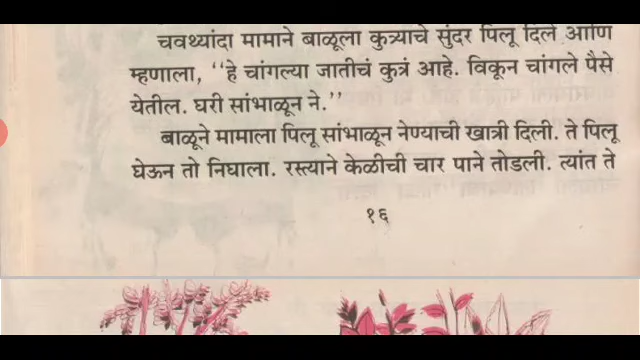 चवथ्यांदा मामाने बाळूला कुत्र्याचे सुंदर पिलू दिले आणि
म्हणाला, ‘‘हे चांगल्या जातीचं कुत्रं आहे. विकून चांगले पैसे
येतील. घरी सांभाळून ने.’’
बाळूने मामाला पिलू सांभाळून नेण्याची खात्री दिली. ते पिलू
घेऊन तो निघाला. रस्त्याने केळीची चार पाने तोडली. त्यांत ते
१६